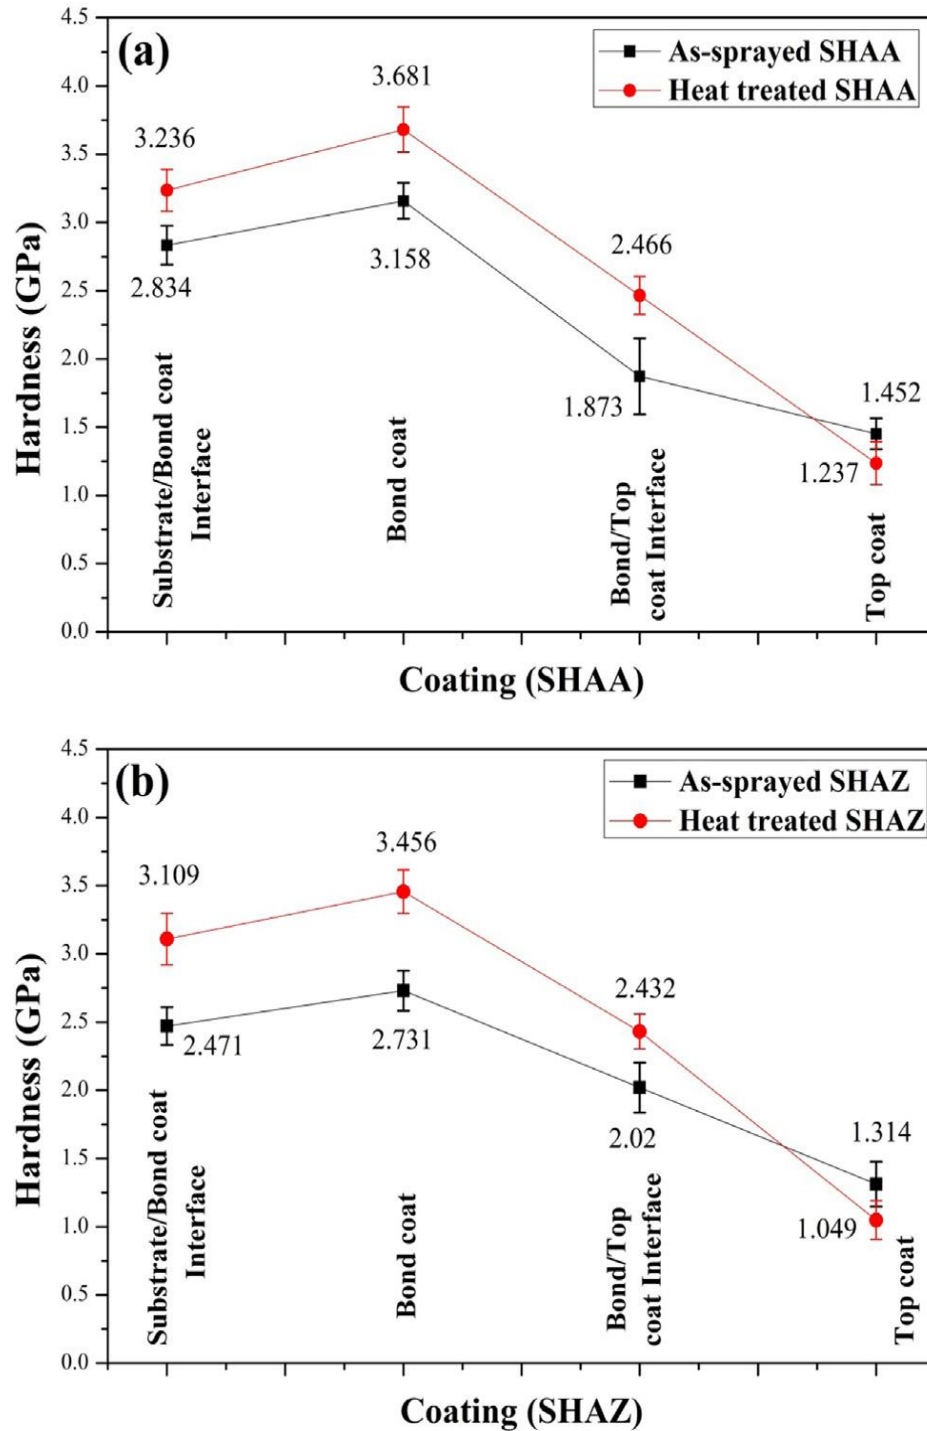 (a)
As-sprayed SHAA
Heat treated SHAA
Hardness (GPa)
4.5
4.0
3.5
3.0
2.5
2.0
1.5
1.0
0.5
0.0
3.236
3.681
2.834
3.158
2.466
1.873
1.452
1.237
Substrate/Bond coat
Interface
Bond coat
Bond/Top
coat Interface
Top coat
Coating (SHAA)
(b)
As-sprayed SHAZ
Heat treated SHAZ
Hardness (GPa)
4.5
4.0
3.5
3.0
2.5
2.0
1.5
1.0
0.5
0.0
3.109
3.456
2.471
2.731
2.432
2.02
1.314
1.049
Substrate/Bond coat
Interface
Bond coat
Bond/Top
coat Interface
Top coat
Coating (SHAZ)